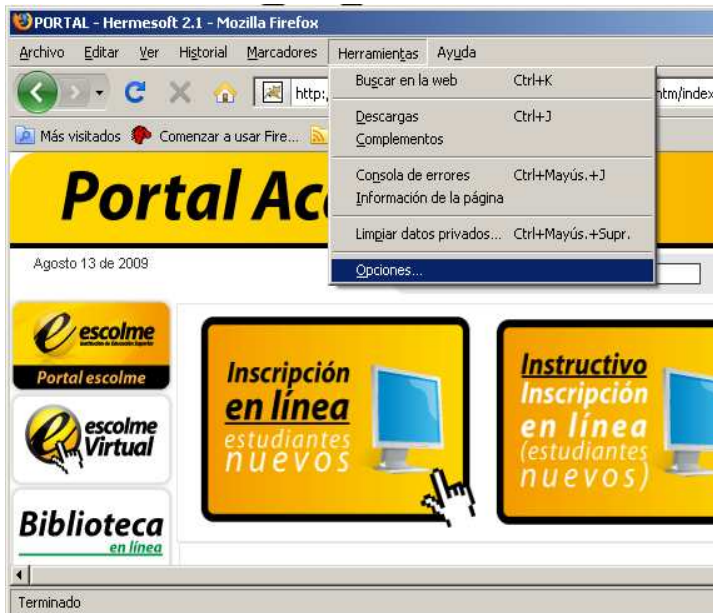 PORTAL - Hermesoft 2.1 - Mozilla Firefox
Archivo Editar Ver Historial Marcadores Herramientas Ayuda
http:
htm/index
Buscar en la web Ctrl+K
Descargas Ctrl+J
Complementos
Consola de errores Ctrl+Mayús.+J
Información de la página
Limpiar datos privados... Ctrl+Mayús.+Supr.
Opciones...
Más visitados Comenzar a usar Fire...
Portal Ac
Agosto 13 de 2009
escolme
Portal escolme
escolme
Virtual
Biblioteca
en línea
Inscripción
en línea
estudiantes
nuevos
Instructivo
Inscripción
en línea
(estudiantes
nuevos)
Terminado